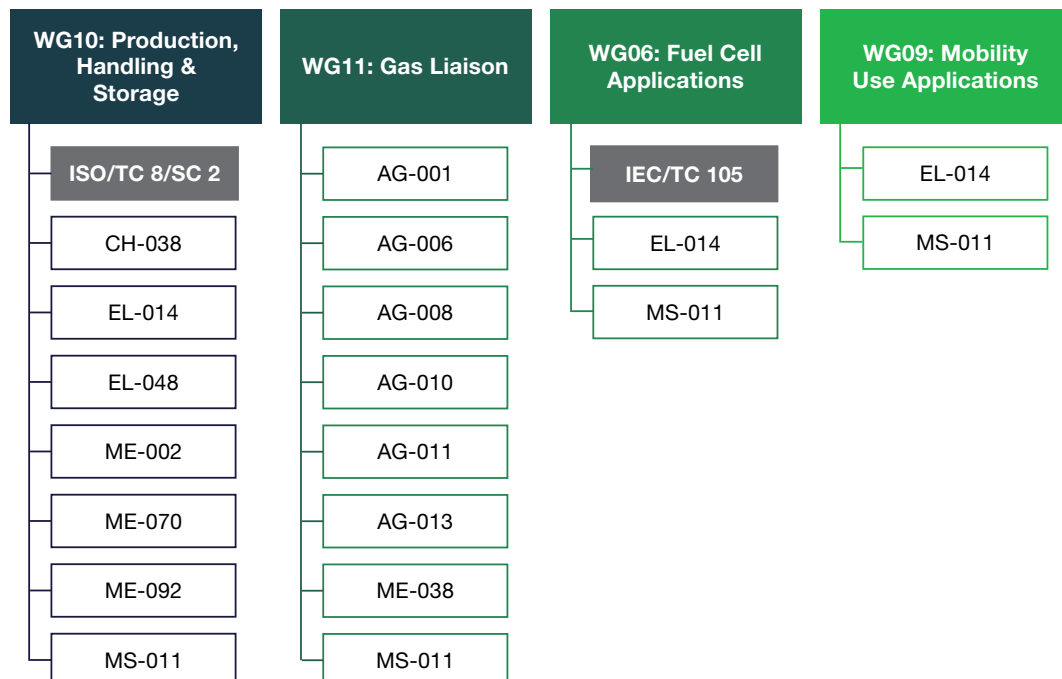 WG10: Production,
Handling &
Storage
ISO/TC 8/SC 2
CH-038
EL-014
EL-048
ME-002
ME-070
ME-092
MS-011
WG11: Gas Liaison
AG-001
AG-006
AG-008
AG-010
AG-011
AG-013
ME-038
MS-011
WG06: Fuel Cell
Applications
IEC/TC 105
EL-014
MS-011
WG09: Mobility
Use Applications
EL-014
MS-011